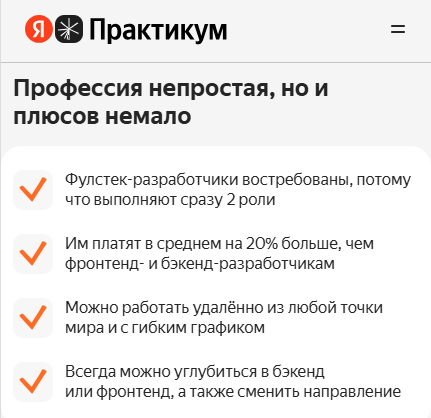 Я Практикум
Профессия непростая, но и
плюсов немало
Фулстек-разработчики востребованы, потому
что выполняют сразу 2 роли
Им платят в среднем на 20% больше, чем
фронтенд- и бэкенд-разработчикам
Можно работать удалённо из любой точки
мира и с гибким графиком
Всегда можно углубиться в бэкенд
или фронтенд, а также сменить направление